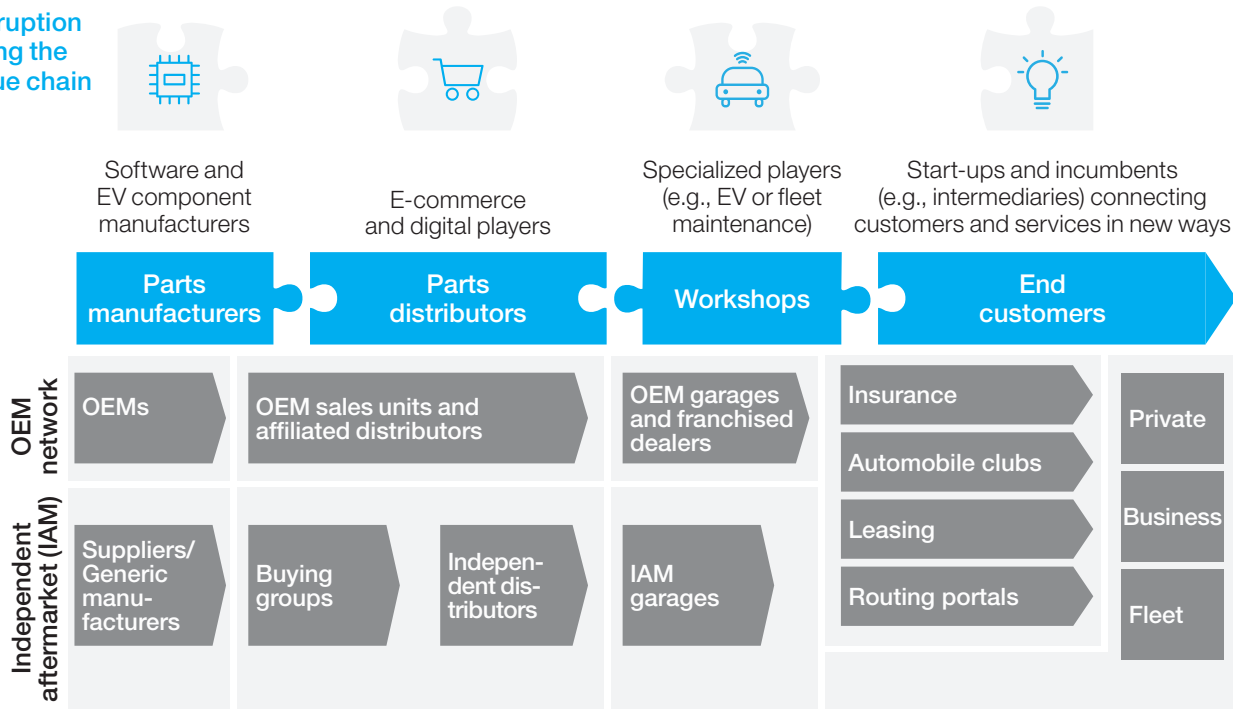 ruption
ng the
ue chain
Software and
EV component
manufacturers
E-commerce
and digital players
Specialized players
(e.g., EV or fleet
maintenance)
Start-ups and incumbents
(e.g., intermediaries) connecting
customers and services in new ways
Parts
manufacturers
Parts
distributors
Workshops
End
customers
OEM
network
OEMs
OEM sales units and
affiliated distributors
OEM garages
and franchised
dealers
Insurance
Automobile clubs
Leasing
Routing portals
Private
Business
Fleet
Independent
aftermarket (IAM)
Suppliers/
Generic
manu-
facturers
Buying
groups
Indepen-
dent dis-
tributors
IAM
garages